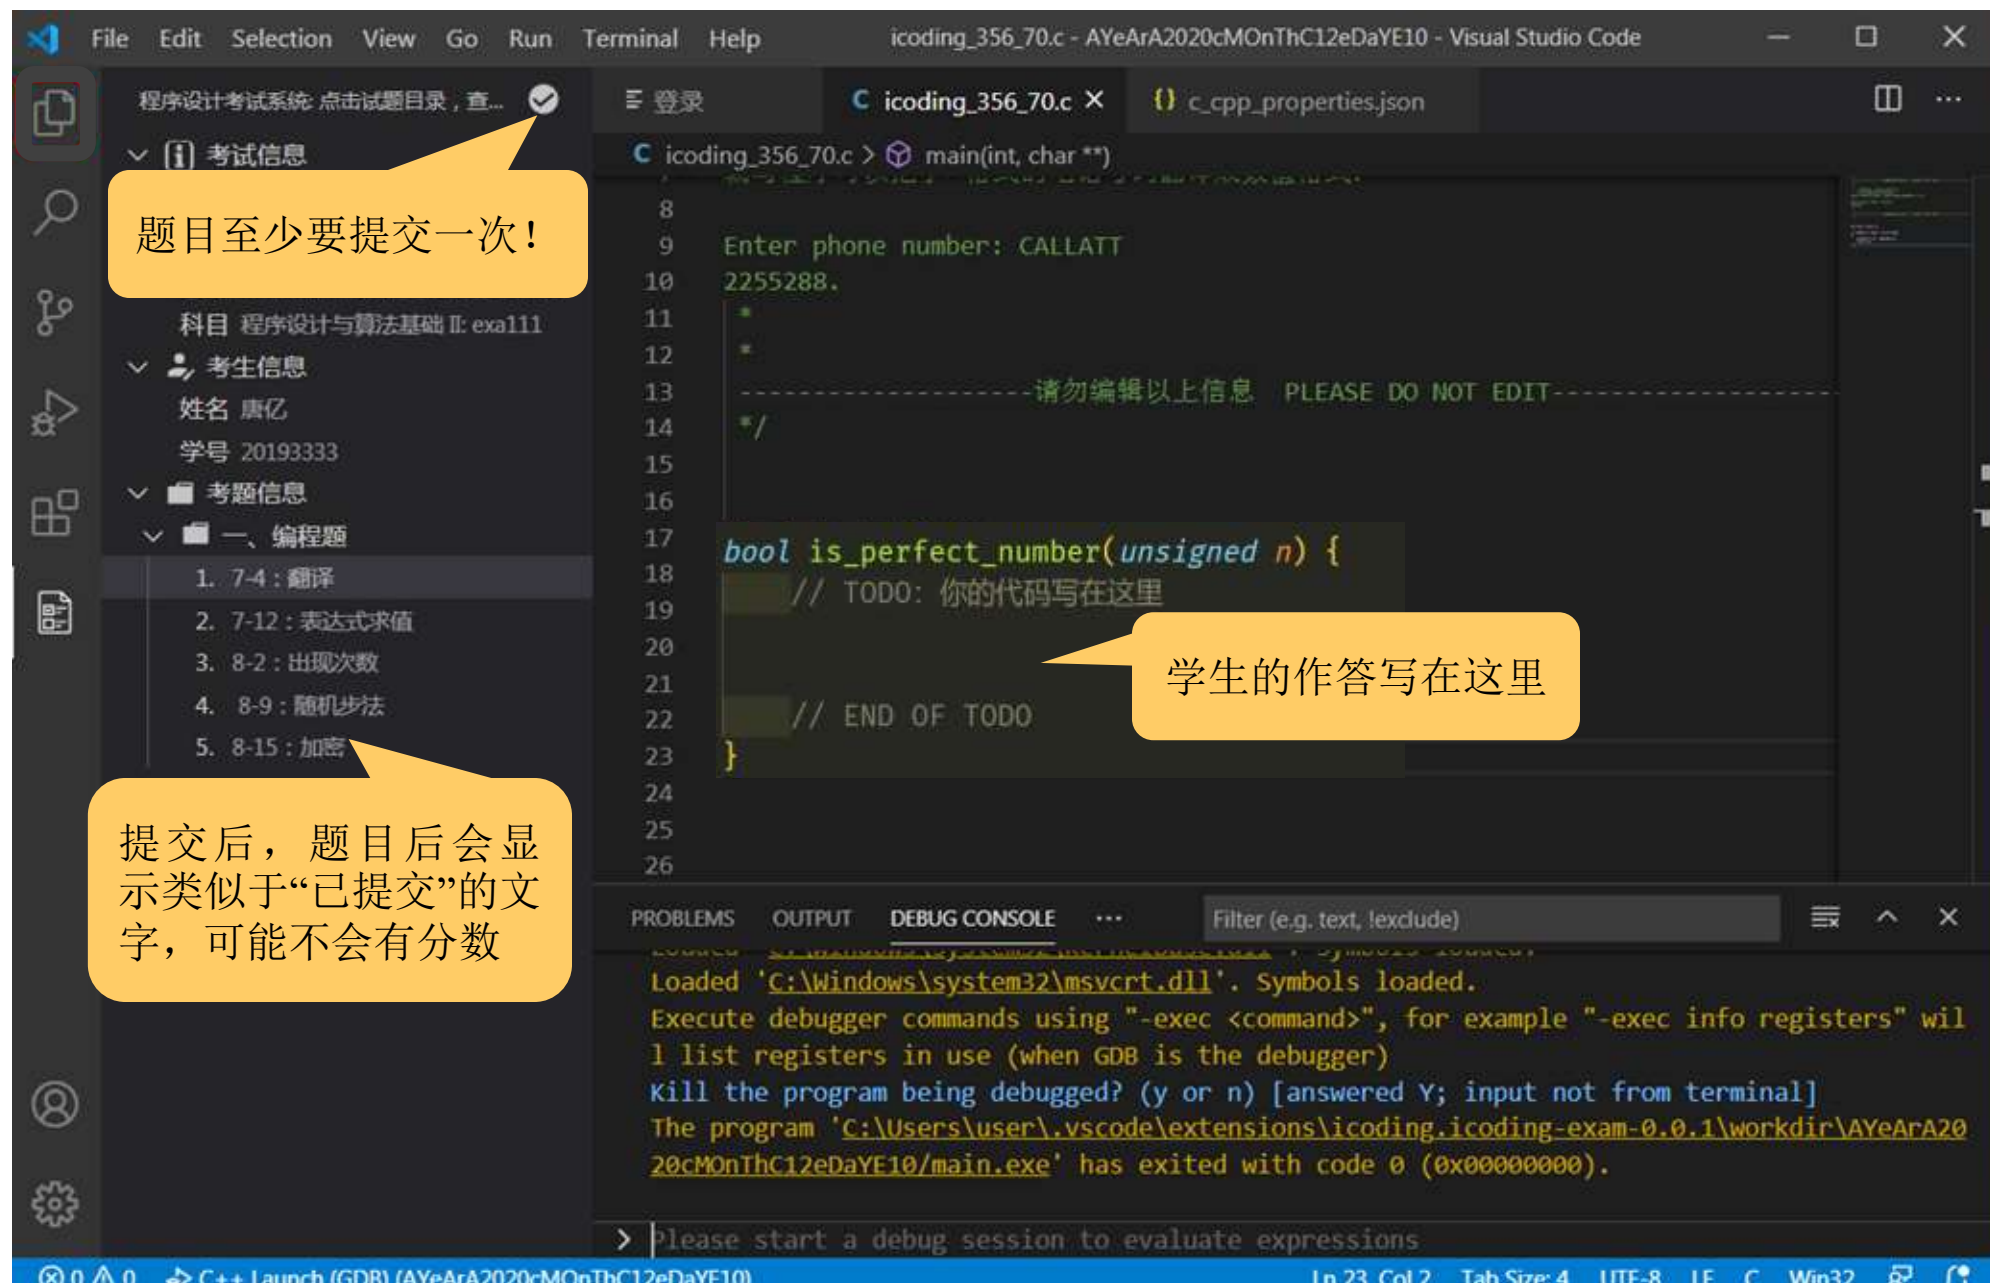 File Edit Selection View Go Run Terminal Help icoding_356_70.c - AYeArA2020cMOnThC12eDaYE10 - Visual Studio Code
程序设计考试系统: 点击试题目录，查...
登录 C icoding_356_70.c {} c_cpp_properties.json
C icoding_356_70.c > main(int, char **)
考试信息
题目至少要提交一次！
科目 程序设计与算法基础 II: exa111
考生信息
姓名 唐亿
学号 20193333
考题信息
一、编程题
1. 7-4：翻译
2. 7-12：表达式求值
3. 8-2：出现次数
4. 8-9：随机步法
5. 8-15：加密
提交后，题目后会显
示类似于“已提交”的文
字，可能不会有分数
8
9 Enter phone number: CALLATT
10 2255288.
11 *
12 *
13 --------------------请勿编辑以上信息 PLEASE DO NOT EDIT------------------
14 */
15
16
17 bool is_perfect_number(unsigned n) {
18 // TODO: 你的代码写在这里
19
20
21
22 // END OF TODO
23 }
24
25
26
学生的作答写在这里
PROBLEMS OUTPUT DEBUG CONSOLE ··· Filter (e.g. text, !exclude)
Loaded 'C:\Windows\system32\msvcrt.dll'. Symbols loaded.
Execute debugger commands using "-exec <command>", for example "-exec info registers" wil
l list registers in use (when GDB is the debugger)
Kill the program being debugged? (y or n) [answered Y; input not from terminal]
The program 'C:\Users\user\.vscode\extensions\icoding.icoding-exam-0.0.1\workdir\AYeArA20
20cMOnThC12eDaYE10/main.exe' has exited with code 0 (0x00000000).
Please start a debug session to evaluate expressions
0 0 C++ Launch (GDB) (AYeArA2020cMOnThC12eDaYE10) Ln 23, Col 2 Tab Size: 4 UTF-8 LF C Win32